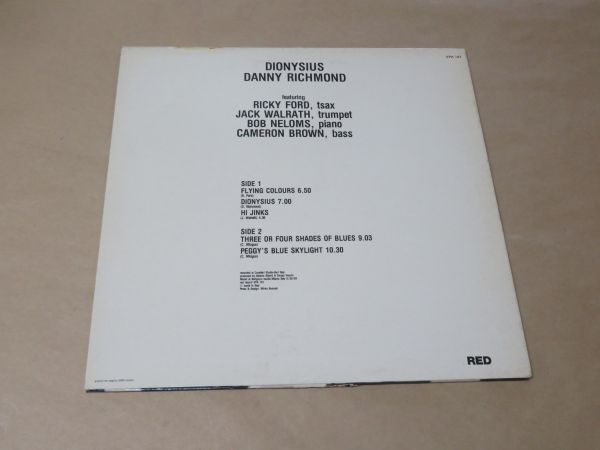 DIONYSIUS
DANNY RICHMOND
featuring
RICKY FORD, tsax
JACK WALRATH, trumpet
BOB NELOMS, piano
CAMERON BROWN, bass
SIDE 1
FLYING COLOURS 6.50
(R. Ford)
DIONYSIUS 7.00
HI JINKS
SIDE 2
THREE OR FOUR SHADES OF BLUES 9.03
(C. Mingus)
PEGGY'S BLUE SKYLIGHT 10.30
(C. Mingus)
RED